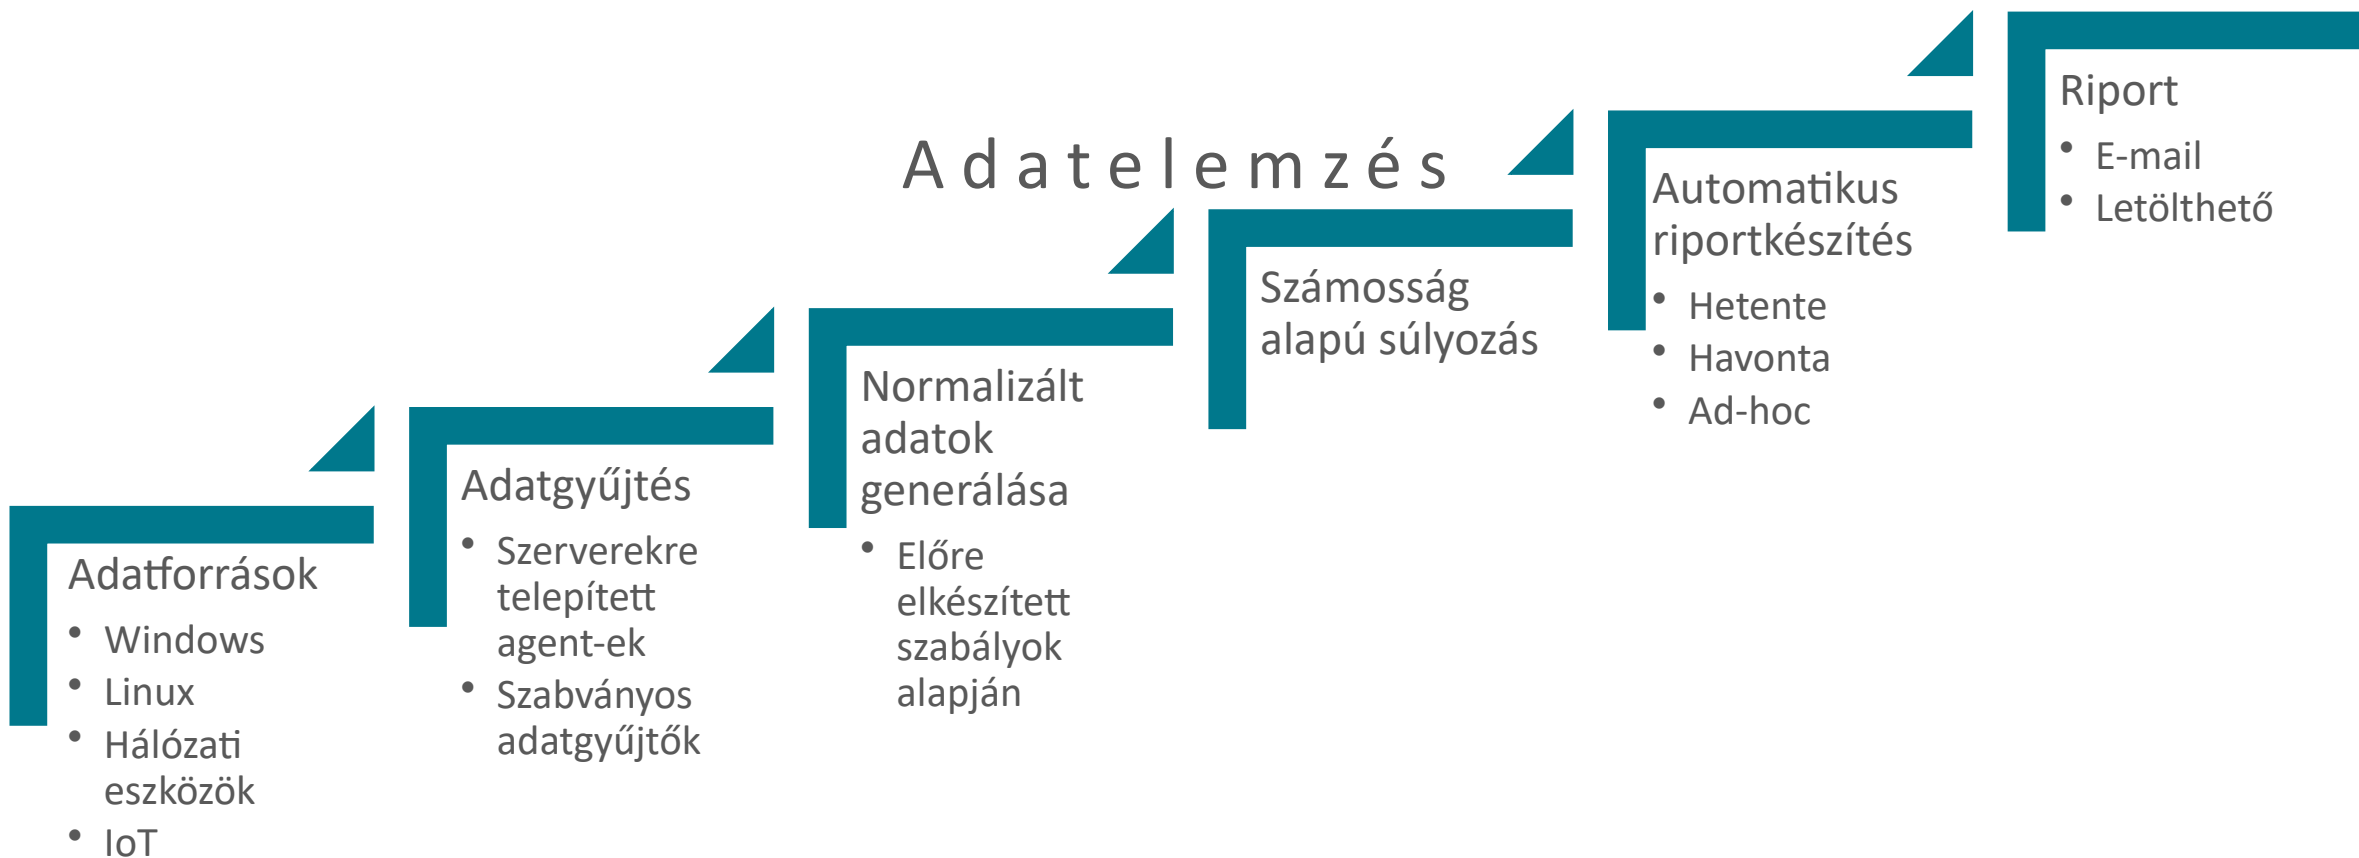 Adatelemzés
Adatforrások
• Windows
• Linux
• Hálózati
eszközök
• IoT
Adatgyűjtés
• Szerverekre
telepített
agent-ek
• Szabványos
adatgyűjtők
Normalizált
adatok
generálása
• Előre
elkészített
szabályok
alapján
Számosság
alapú súlyozás
Automatikus
riportkészítés
• Hetente
• Havonta
• Ad-hoc
Riport
• E-mail
• Letölthető